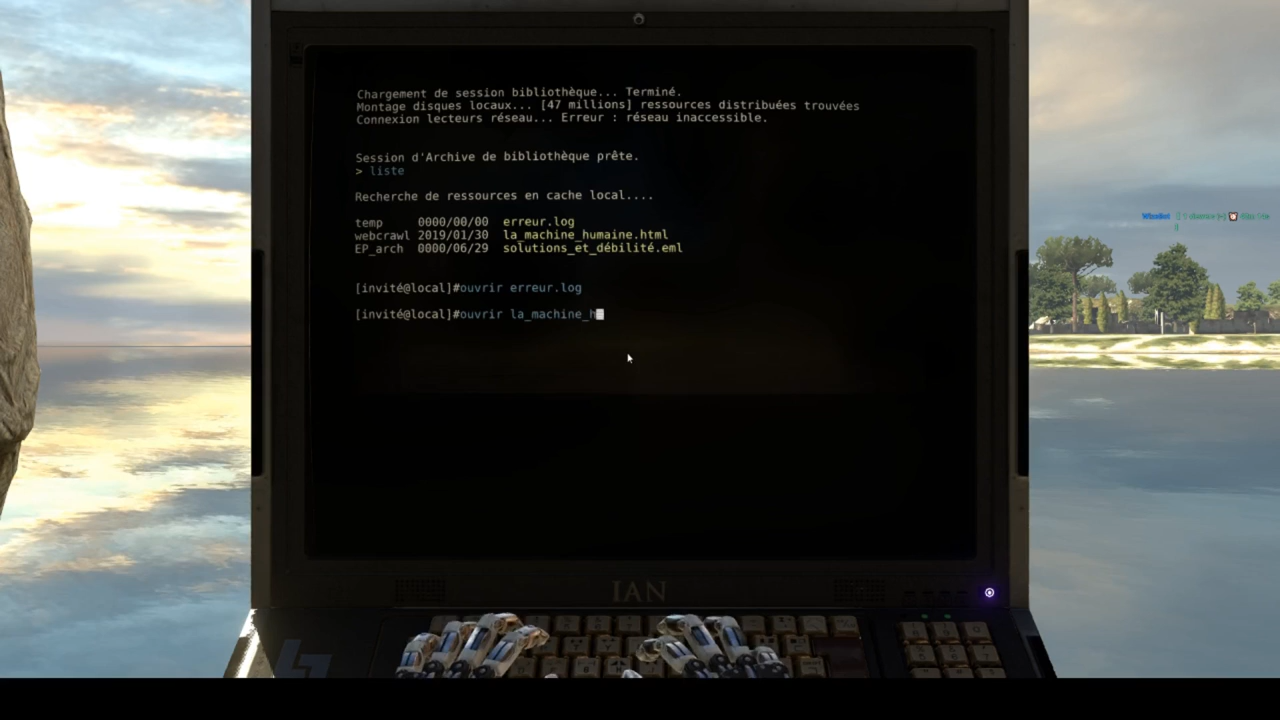 Chargement de session bibliothèque... Terminé.
Montage disques locaux... [47 millions] ressources distribuées trouvées
Connexion lecteurs réseau... Erreur : réseau inaccessible.
Session d'Archive de bibliothèque prête.
> liste
Recherche de ressources en cache local....
temp 0000/00/00 erreur.log
webcrawl 2019/01/30 la_machine_humaine.html
EP_arch 0000/06/29 solutions_et_débilité.eml
[invité@local]#ouvrir erreur.log
[invité@local]#ouvrir la_machine_h
IAN